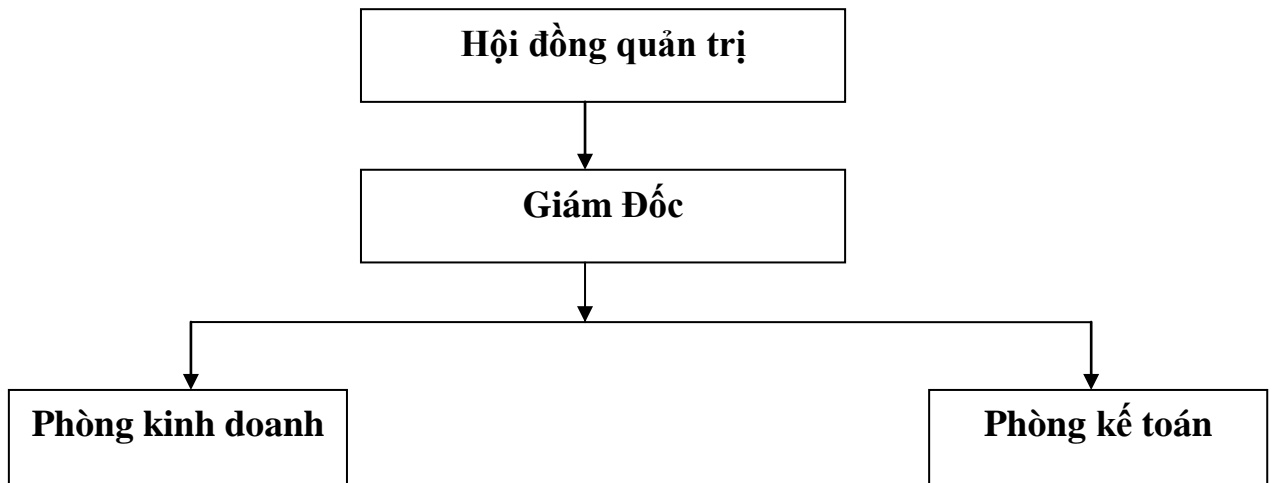 Hội đồng quản trị
Giám Đốc
Phòng kinh doanh
Phòng kế toán